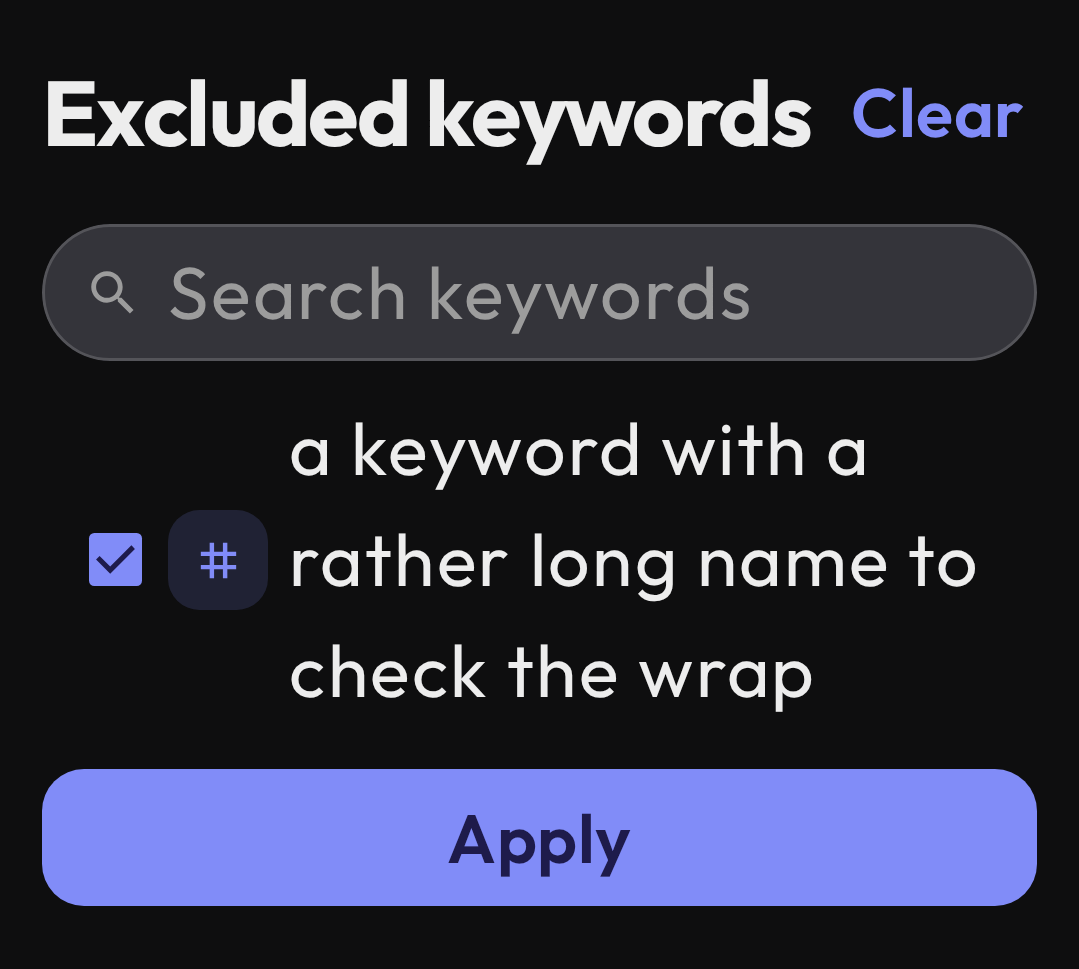 Excluded keywords Clear
Search keywords
a keyword with a
# rather long name to
check the wrap
Apply